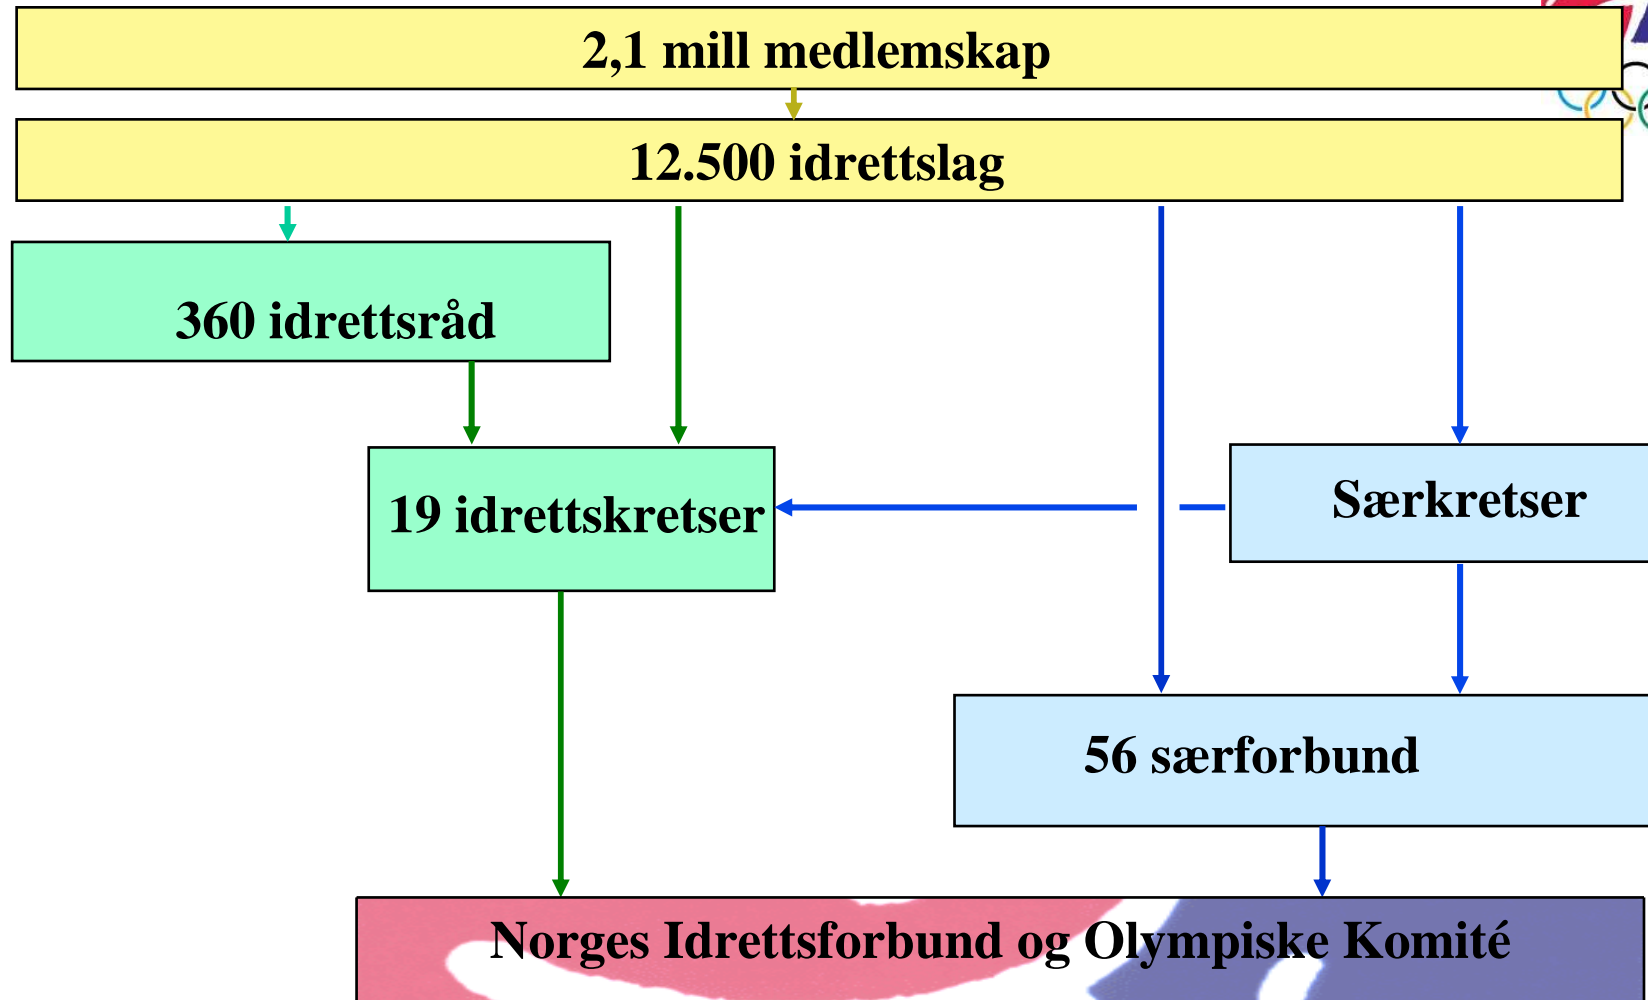 2,1 mill medlemskap
12.500 idrettslag
360 idrettsråd
19 idrettskretser
Særkretser
56 særforbund
Norges Idrettsforbund og Olympiske Komité